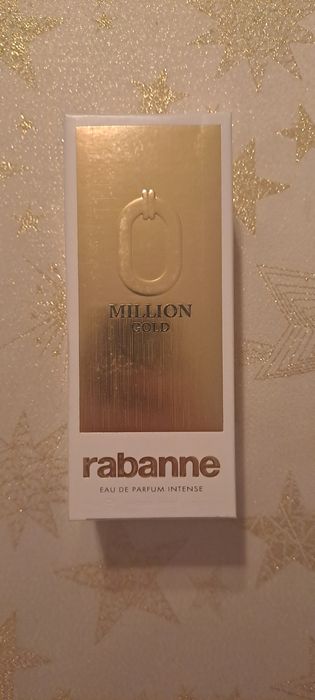 MILLION
GOLD
rabanne
EAU DE PARFUM INTENSE